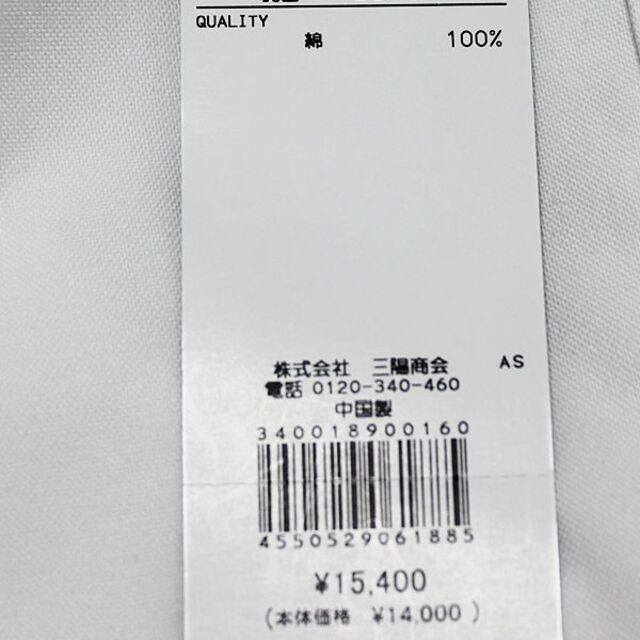 QUALITY
綿 100%
株式会社 三陽商会 AS
電話 0120-340-460
中国製
340018900160
4550529061885
¥15,400
(本体価格 ¥14,000 )